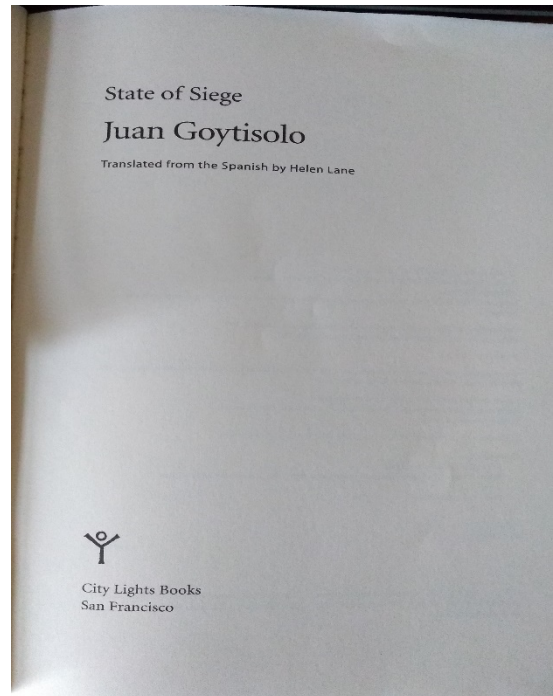 State of Siege
Juan Goytisolo
Translated from the Spanish by Helen Lane
City Lights Books
San Francisco